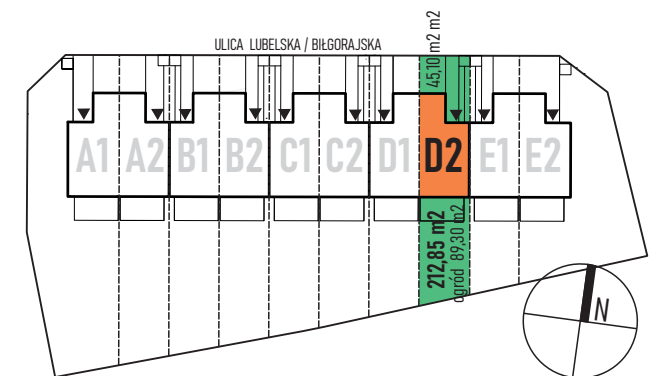 ULICA LUBELSKA / BIŁGORAJSKA
45,10 m2 m2
A1 A2 B1 B2 C1 C2 D1 D2 E1 E2
212,85 m2
ogród 89,30 m2
N